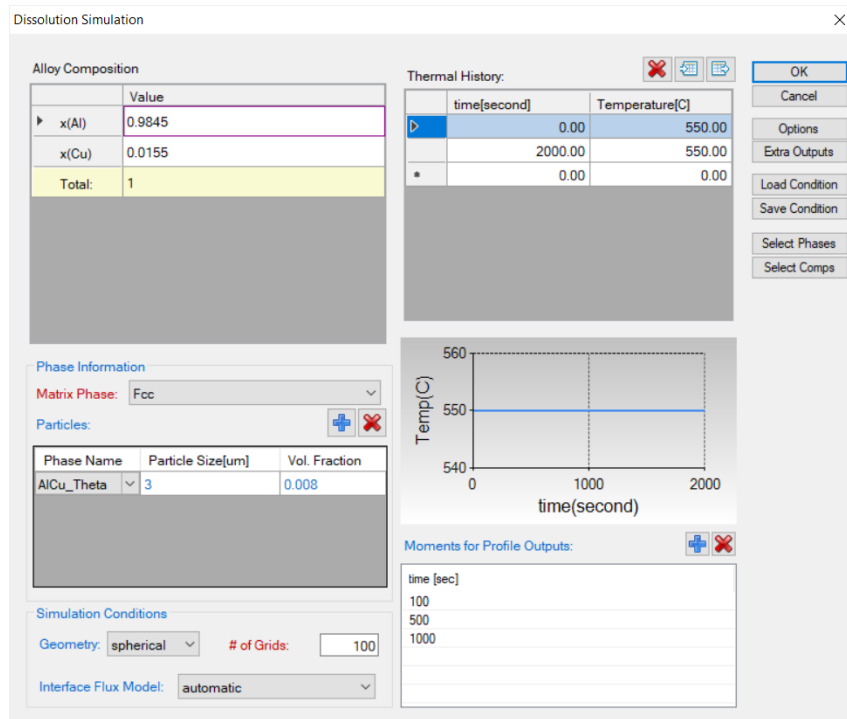 Dissolution Simulation
Alloy Composition
Value
x(Al) 0.9845
x(Cu) 0.0155
Total: 1
Thermal History:
time[second] Temperature[C]
0.00 550.00
2000.00 550.00
0.00 0.00
OK
Cancel
Options
Extra Outputs
Load Condition
Save Condition
Select Phases
Select Comps
Phase Information
Matrix Phase: Fcc
Particles:
Phase Name Particle Size[um] Vol. Fraction
AlCu_Theta 3 0.008
Simulation Conditions
Geometry: spherical # of Grids: 100
Interface Flux Model: automatic
Temp(C)
560
550
540
0 1000 2000
time(second)
Moments for Profile Outputs:
time [sec]
100
500
1000